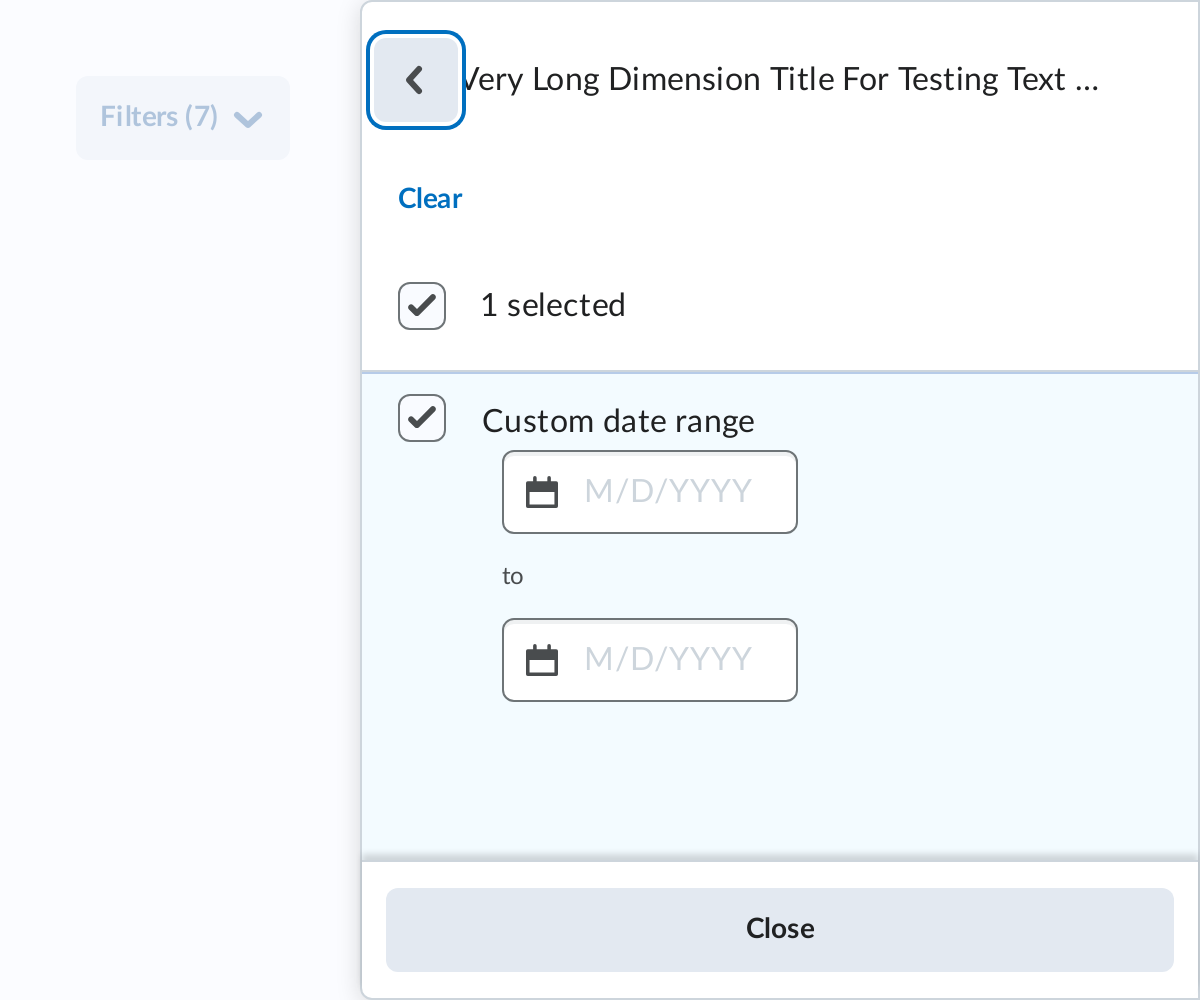 Filters (7)
Very Long Dimension Title For Testing Text ...
Clear
1 selected
Custom date range
M/D/YYYY
to
M/D/YYYY
Close